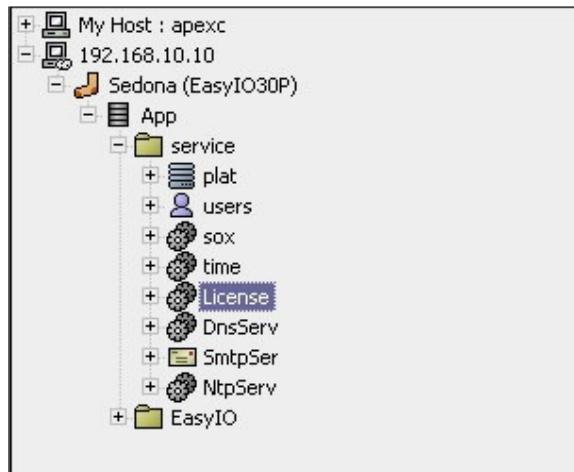 My Host : apexc
192.168.10.10
Sedona (EasyIO30P)
App
service
plat
users
sox
time
License
DnsServ
SmtpSer
NtpServ
EasyIO